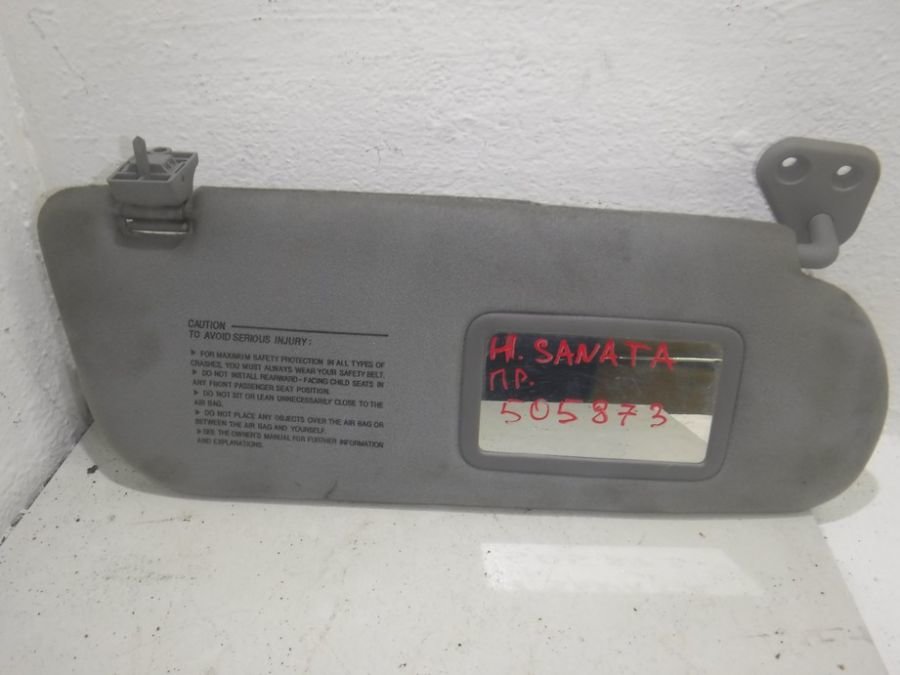 CAUTION
TO AVOID SERIOUS INJURY:
▶ FOR MAXIMUM SAFETY PROTECTION IN ALL TYPES OF
CRASHES, YOU MUST ALWAYS WEAR YOUR SAFETY BELT.
▶ DO NOT INSTALL REARWARD-FACING CHILD SEATS IN
ANY FRONT PASSENGER SEAT POSITION.
▶ DO NOT SIT OR LEAN UNNECESSARILY CLOSE TO THE
AIR BAG.
▶ DO NOT PLACE ANY OBJECTS OVER THE AIR BAG OR
BETWEEN THE AIR BAG AND YOURSELF.
▶ SEE THE OWNER'S MANUAL FOR FURTHER INFORMATION
AND EXPLANATIONS.
H. SANATA
ПР.
505873